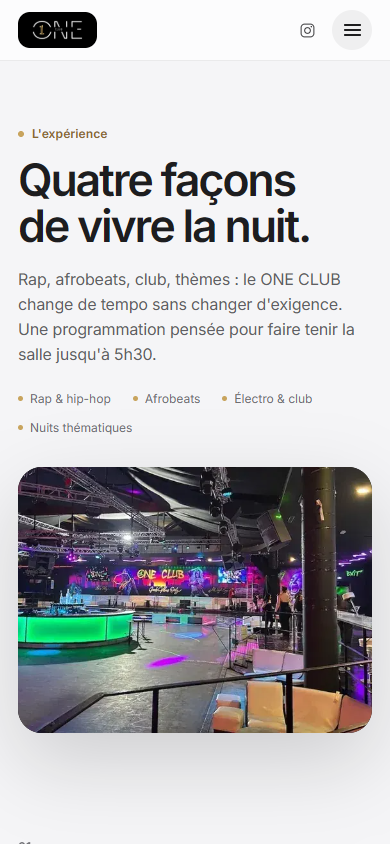 ONE
L'expérience
Quatre façons
de vivre la nuit.
Rap, afrobeats, club, thèmes : le ONE CLUB
change de tempo sans changer d'exigence.
Une programmation pensée pour faire tenir la
salle jusqu'à 5h30.
Rap & hip-hop
Afrobeats
Électro & club
Nuits thématiques
ONE CLUB